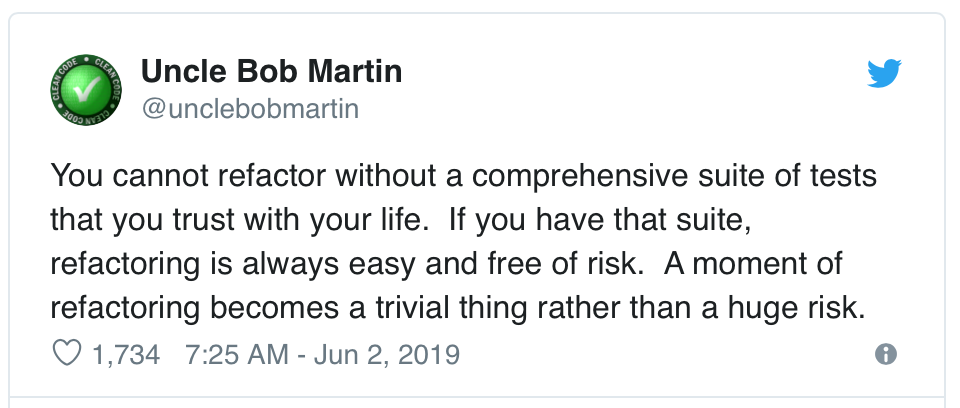 Uncle Bob Martin
@unclebobmartin
You cannot refactor without a comprehensive suite of tests
that you trust with your life.  If you have that suite,
refactoring is always easy and free of risk.  A moment of
refactoring becomes a trivial thing rather than a huge risk.
1,734 7:25 AM - Jun 2, 2019
CLEAN CODE • CLEAN CODE • CLEAN CODE